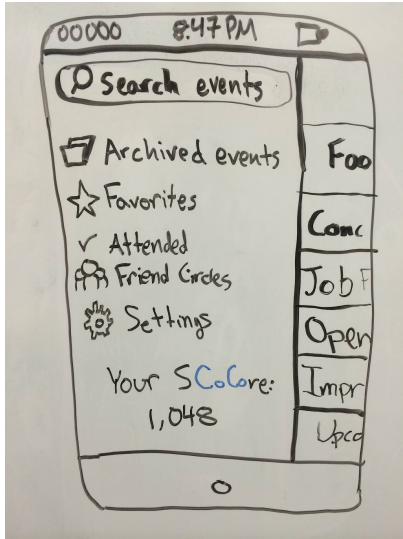 00000 8:47 PM
Search events
Archived events
Favorites
Attended
Friend Circles
Settings
Your SCoCore:
1,048
Foo
Conc
Job F
Open
Impr
Upco